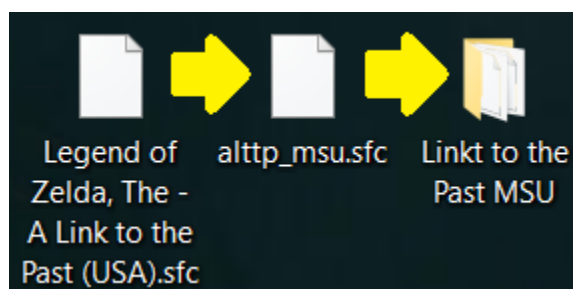 Legend of
Zelda, The -
A Link to the
Past (USA).sfc
alttp_msu.sfc
Linkt to the
Past MSU